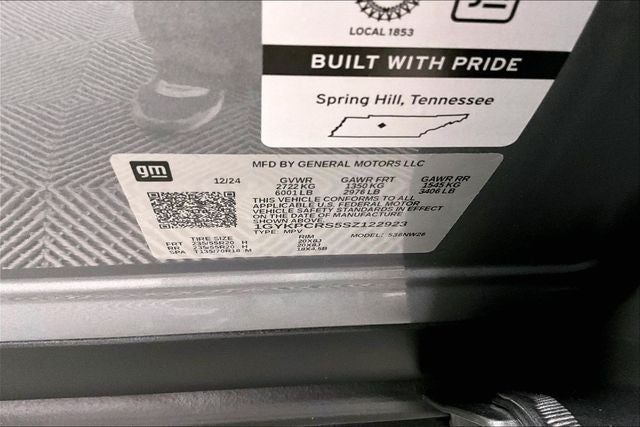 LOCAL 1853
BUILT WITH PRIDE
Spring Hill, Tennessee
gm
MFD BY GENERAL MOTORS LLC
12/24 GVWR GAWR FRT GAWR RR
2722 KG 1350 KG 1545 KG
6001 LB 2976 LB 3406 LB
THIS VEHICLE CONFORMS TO ALL
APPLICABLE U.S. FEDERAL MOTOR
VEHICLE SAFETY STANDARDS IN EFFECT
ON THE DATE OF MANUFACTURE
SHOWN ABOVE.
1GYKPCRS5SZ122923
TYPE: MPV MODEL: 536NW26
TIRE SIZE RIM
FRT 235/55R20 H 20X8J
RR 235/55R20 H 20X8J
SPA T135/70R18 M 18X4.5B